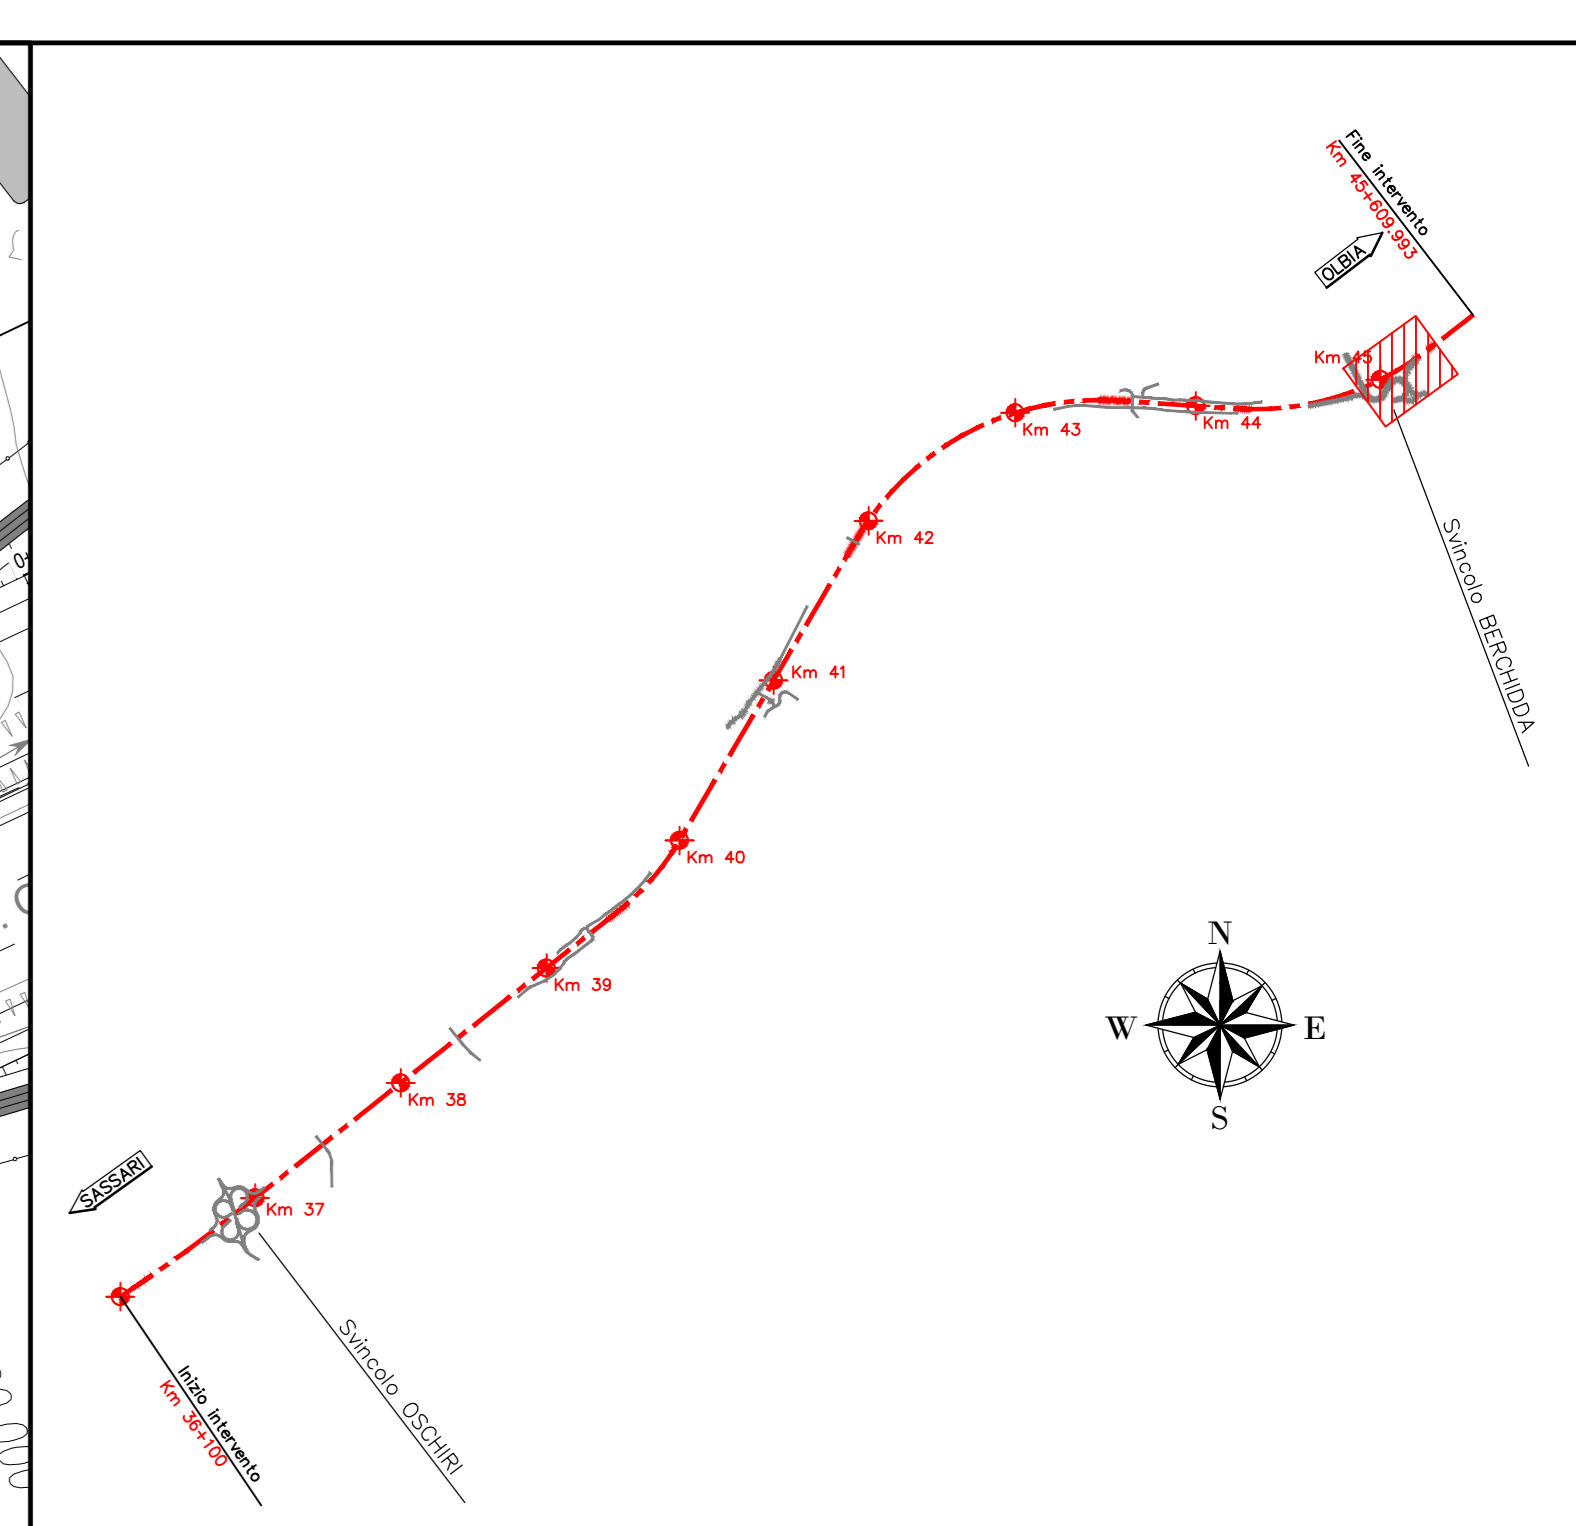 Fine intervento
Km 45+609.993
OLBIA
Km 45
Km 44
Km 43
Km 42
Svincolo BERCHIDDA
Km 41
Km 40
N
W
E
S
Km 39
Km 38
SASSARI
Km 37
Svincolo OSCHIRI
Inizio intervento
Km 36+100